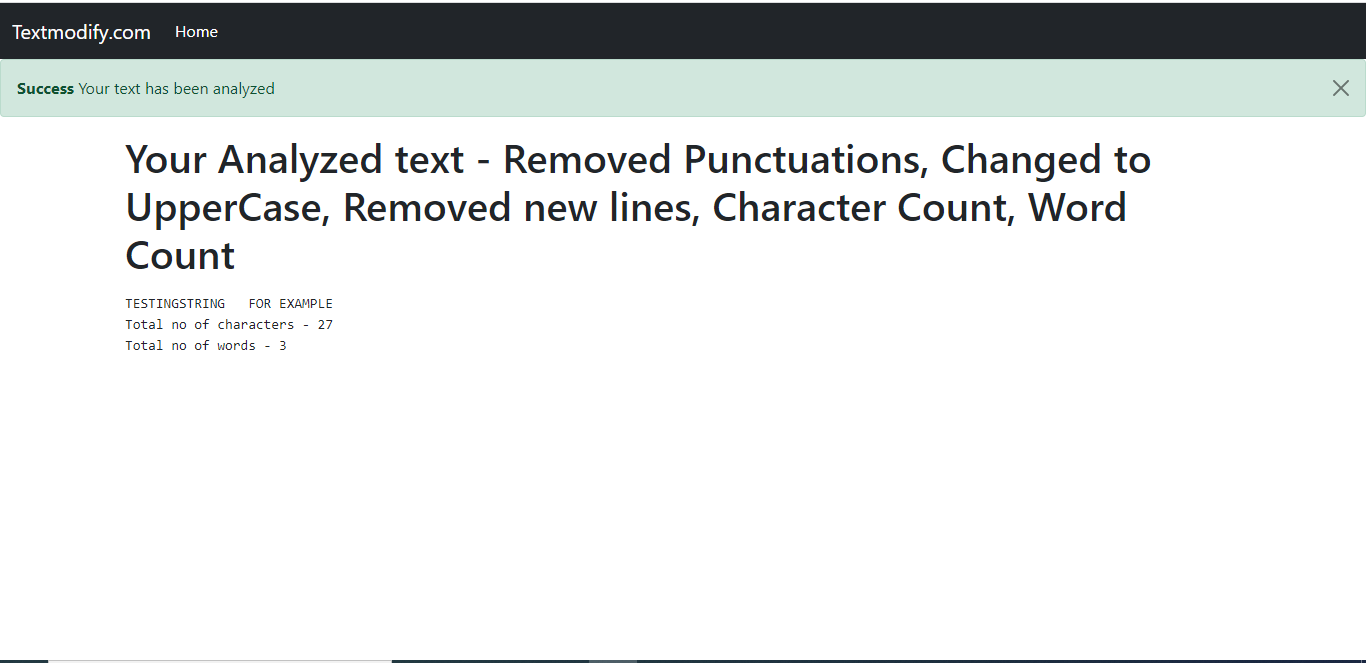 Textmodify.com Home
Success Your text has been analyzed
Your Analyzed text - Removed Punctuations, Changed to
UpperCase, Removed new lines, Character Count, Word
Count
TESTINGSTRING   FOR EXAMPLE
Total no of characters - 27
Total no of words - 3